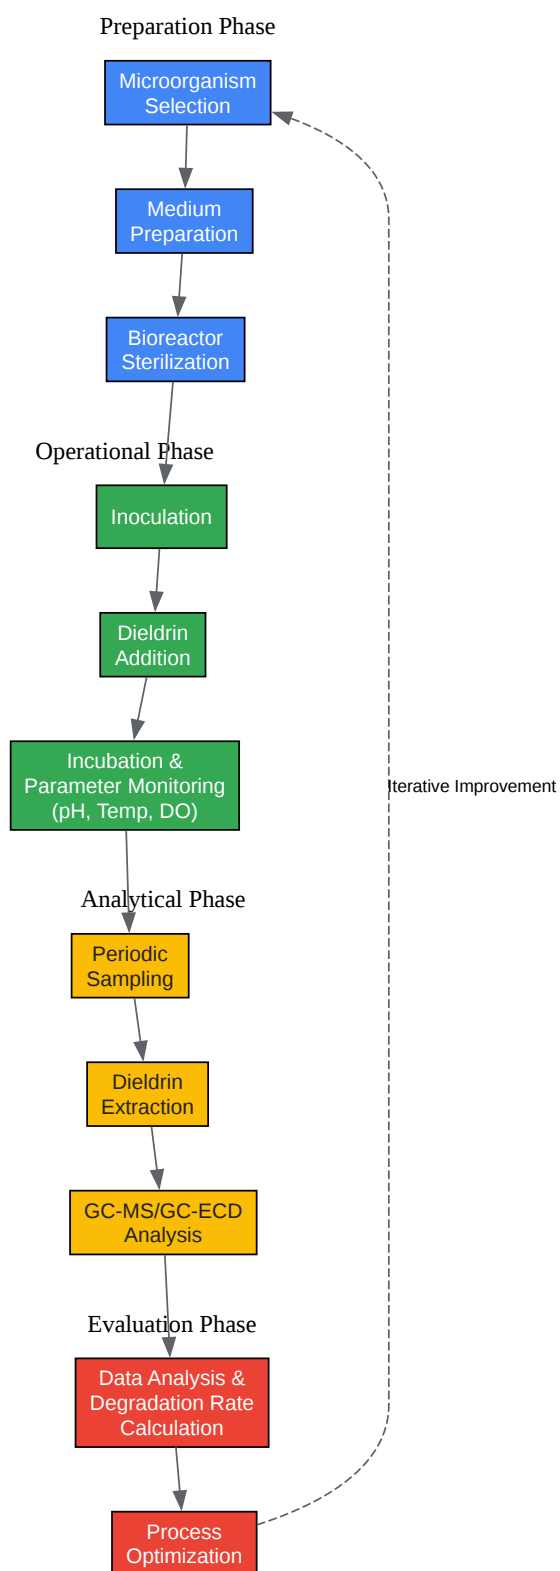 Preparation Phase
Microorganism
Selection
Medium
Preparation
Bioreactor
Sterilization
Operational Phase
Inoculation
Dieldrin
Addition
Incubation &
Parameter Monitoring
(pH, Temp, DO)
Iterative Improvement
Analytical Phase
Periodic
Sampling
Dieldrin
Extraction
GC-MS/GC-ECD
Analysis
Evaluation Phase
Data Analysis &
Degradation Rate
Calculation
Process
Optimization